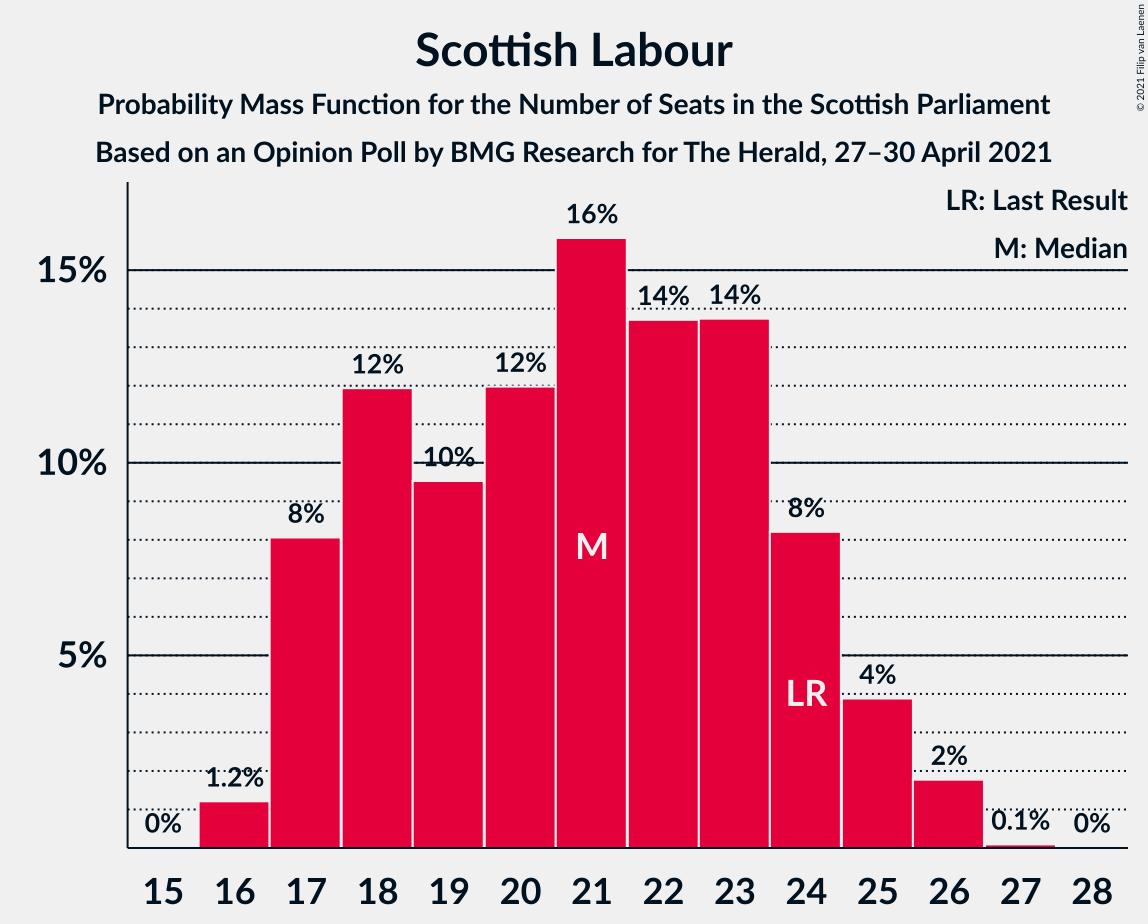 Scottish Labour
Probability Mass Function for the Number of Seats in the Scottish Parliament
Based on an Opinion Poll by BMG Research for The Herald, 27–30 April 2021
© 2021 Filip van Laenen
LR: Last Result
M: Median
15%
10%
5%
0%
1.2%
8%
12%
10%
12%
16%
14%
14%
8%
4%
2%
0.1%
0%
M
LR
15 16 17 18 19 20 21 22 23 24 25 26 27 28